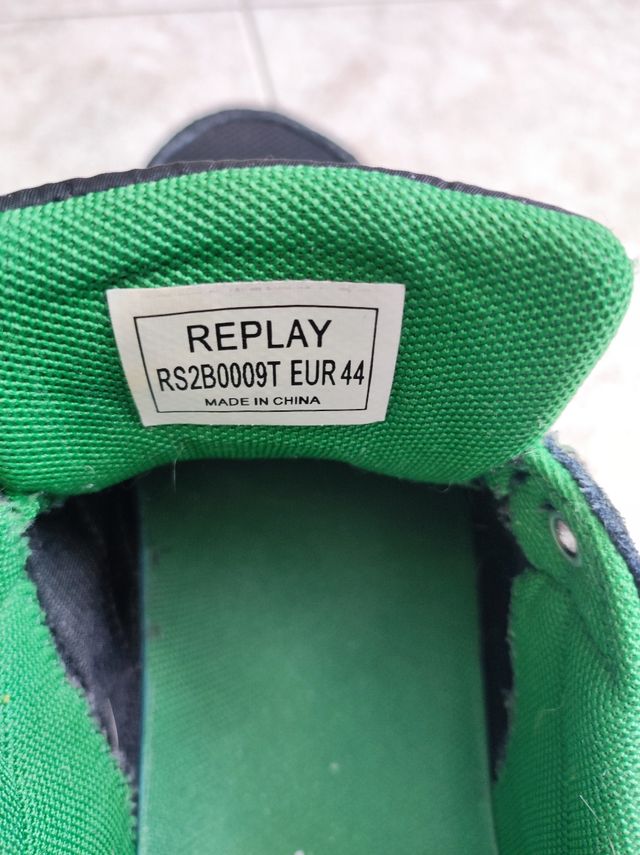 REPLAY
RS2B0009T EUR 44
MADE IN CHINA